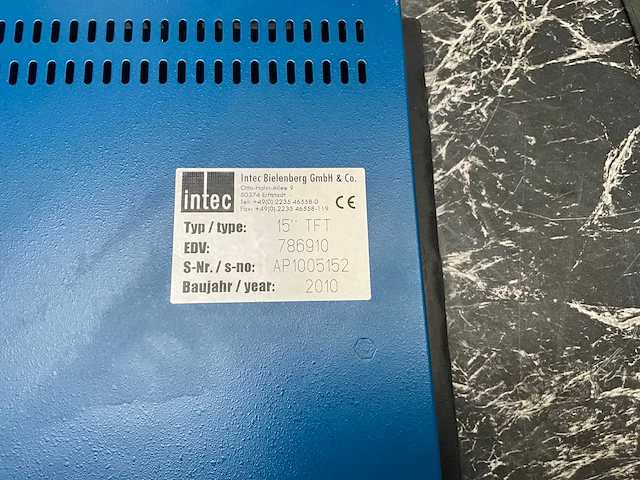 intec
Intec Bielenberg GmbH & Co.
Otto-Hahn-Allee 9
50374 Erftstadt
Tel: +49(0) 2235 46558-0
Fax: +49(0) 2235 46558-119
CE
Typ / type: 15'' TFT
EDV: 786910
S-Nr. / s-no: AP1005152
Baujahr / year: 2010